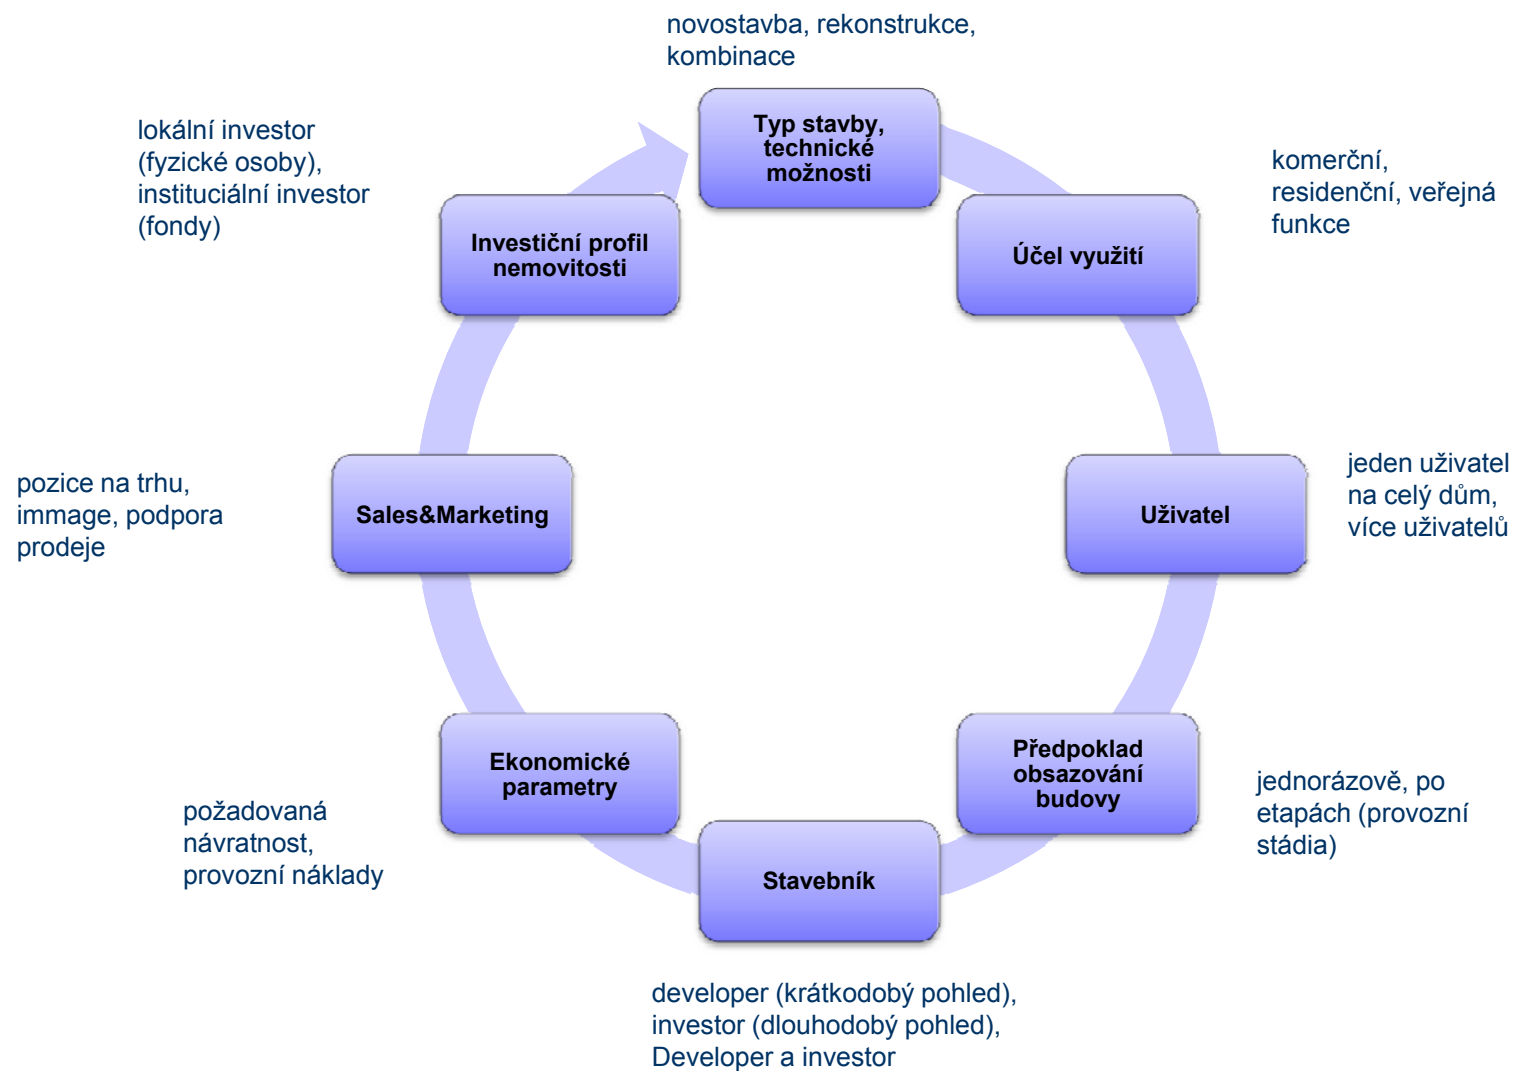 novostavba, rekonstrukce,
kombinace
Typ stavby,
technické
možnosti
komerční,
residenční, veřejná
funkce
Účel využití
jeden uživatel
na celý dům,
více uživatelů
Uživatel
Předpoklad
obsazování
budovy
jednorázově, po
etapách (provozní
stádia)
Stavebník
developer (krátkodobý pohled),
investor (dlouhodobý pohled),
Developer a investor
Ekonomické
parametry
požadovaná
návratnost,
provozní náklady
Sales&Marketing
pozice na trhu,
immage, podpora
prodeje
Investiční profil
nemovitosti
lokální investor
(fyzické osoby),
instituciální investor
(fondy)